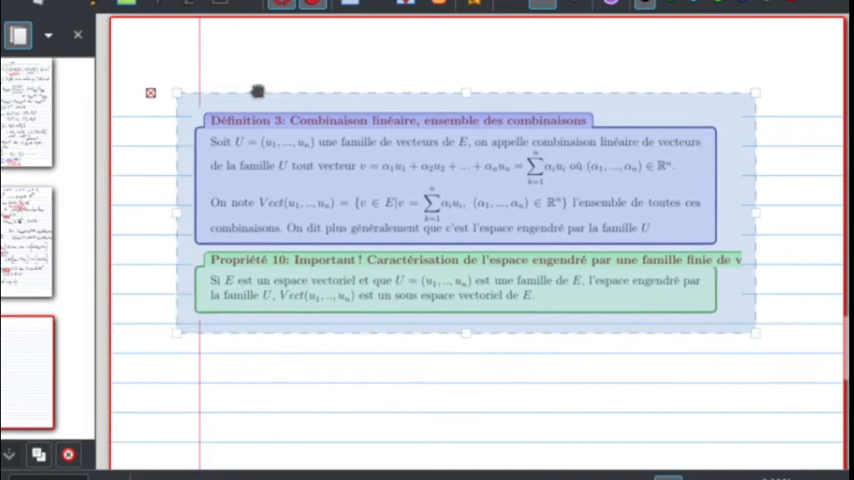 Définition 3: Combinaison linéaire, ensemble des combinaisons
Soit U = (u₁, ..., uₙ) une famille de vecteurs de E, on appelle combinaison linéaire de vecteurs
de la famille U tout vecteur v = α₁u₁ + α₂u₂ + ... + αₙuₙ = ∑ₖ₌₁ⁿ αᵢuᵢ où (α₁, ..., αₙ) ∈ ℝⁿ.
On note Vect(u₁, .., uₙ) = {v ∈ E|v = ∑ₖ₌₁ⁿ αᵢuᵢ, (α₁, ..., αₙ) ∈ ℝⁿ} l'ensemble de toutes ces
combinaisons. On dit plus généralement que c'est l'espace engendré par la famille U
Propriété 10: Important ! Caractérisation de l'espace engendré par une famille finie de v
Si E est un espace vectoriel et que U = (u₁, .., uₙ) est une famille de E, l'espace engendré par
la famille U, Vect(u₁, .., uₙ) est un sous espace vectoriel de E.